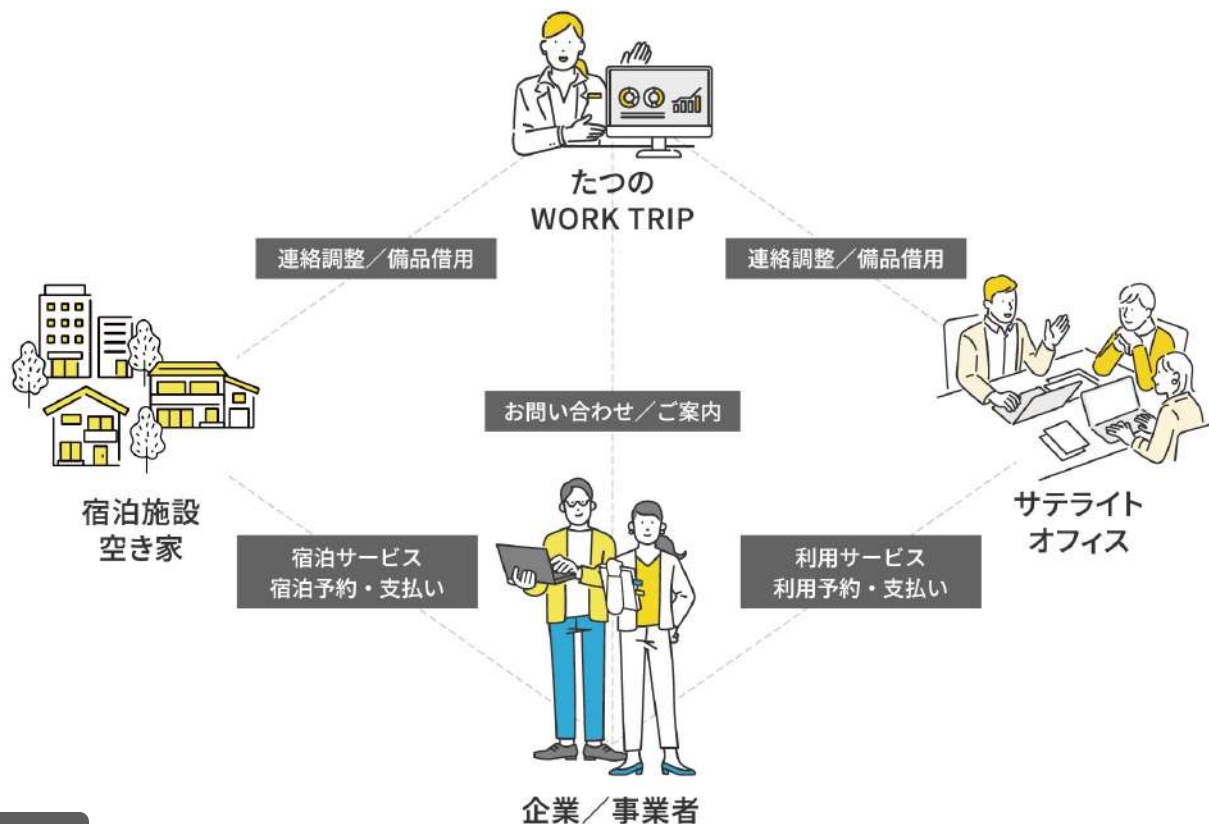 たつの
WORK TRIP
連絡調整／備品借用
連絡調整／備品借用
お問い合わせ／ご案内
宿泊施設
空き家
サテライト
オフィス
宿泊サービス
宿泊予約・支払い
利用サービス
利用予約・支払い
企業／事業者